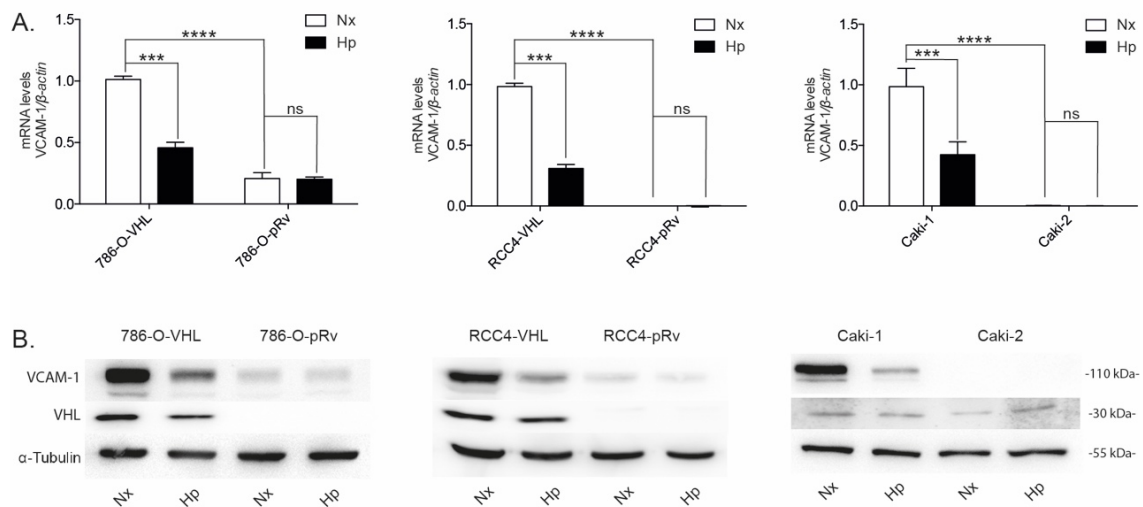 A.
1.5
1.0
0.5
0.0
mRNA levels
VCAM-1/β-actin
Nx
Hp
****
***
ns
786-O-VHL
786-O-pRv
1.5
1.0
0.5
0.0
mRNA levels
VCAM-1/β-actin
Nx
Hp
****
***
ns
RCC4-VHL
RCC4-pRv
1.5
1.0
0.5
0.0
mRNA levels
VCAM-1/β-actin
Nx
Hp
****
***
ns
Caki-1
Caki-2
B.
786-O-VHL 786-O-pRv RCC4-VHL RCC4-pRv Caki-1 Caki-2
VCAM-1 -110 kDa-
VHL -30 kDa-
α-Tubulin -55 kDa-
Nx Hp Nx Hp Nx Hp Nx Hp Nx Hp Nx Hp